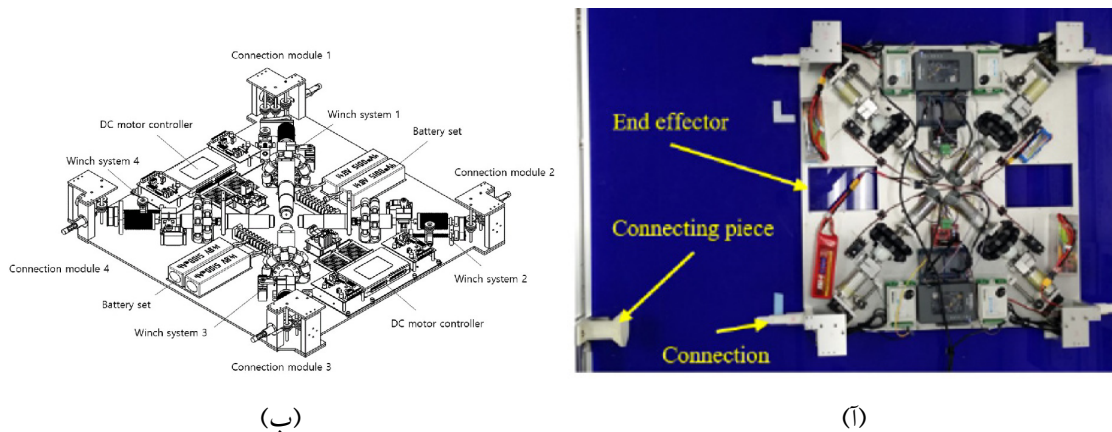 Connection module 1
Winch system 1
DC motor controller
Battery set
Winch system 4
Connection module 2
End effector
Connecting piece
Connection module 4
Winch system 2
Battery set
Winch system 3
DC motor controller
Connection
Connection module 3
(ب)
(آ)